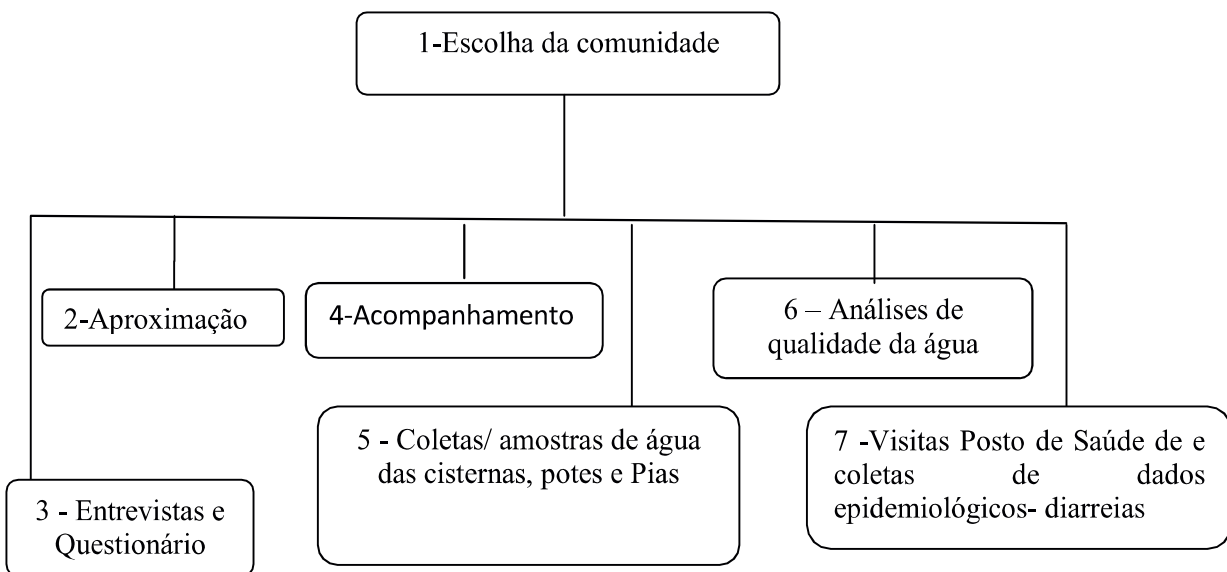 1-Escolha da comunidade
2-Aproximação
4-Acompanhamento
6 – Análises de
qualidade da água
3 - Entrevistas e
Questionário
5 - Coletas/ amostras de água
das cisternas, potes e Pias
7 -Visitas Posto de Saúde de e
coletas de dados
epidemiológicos- diarreias